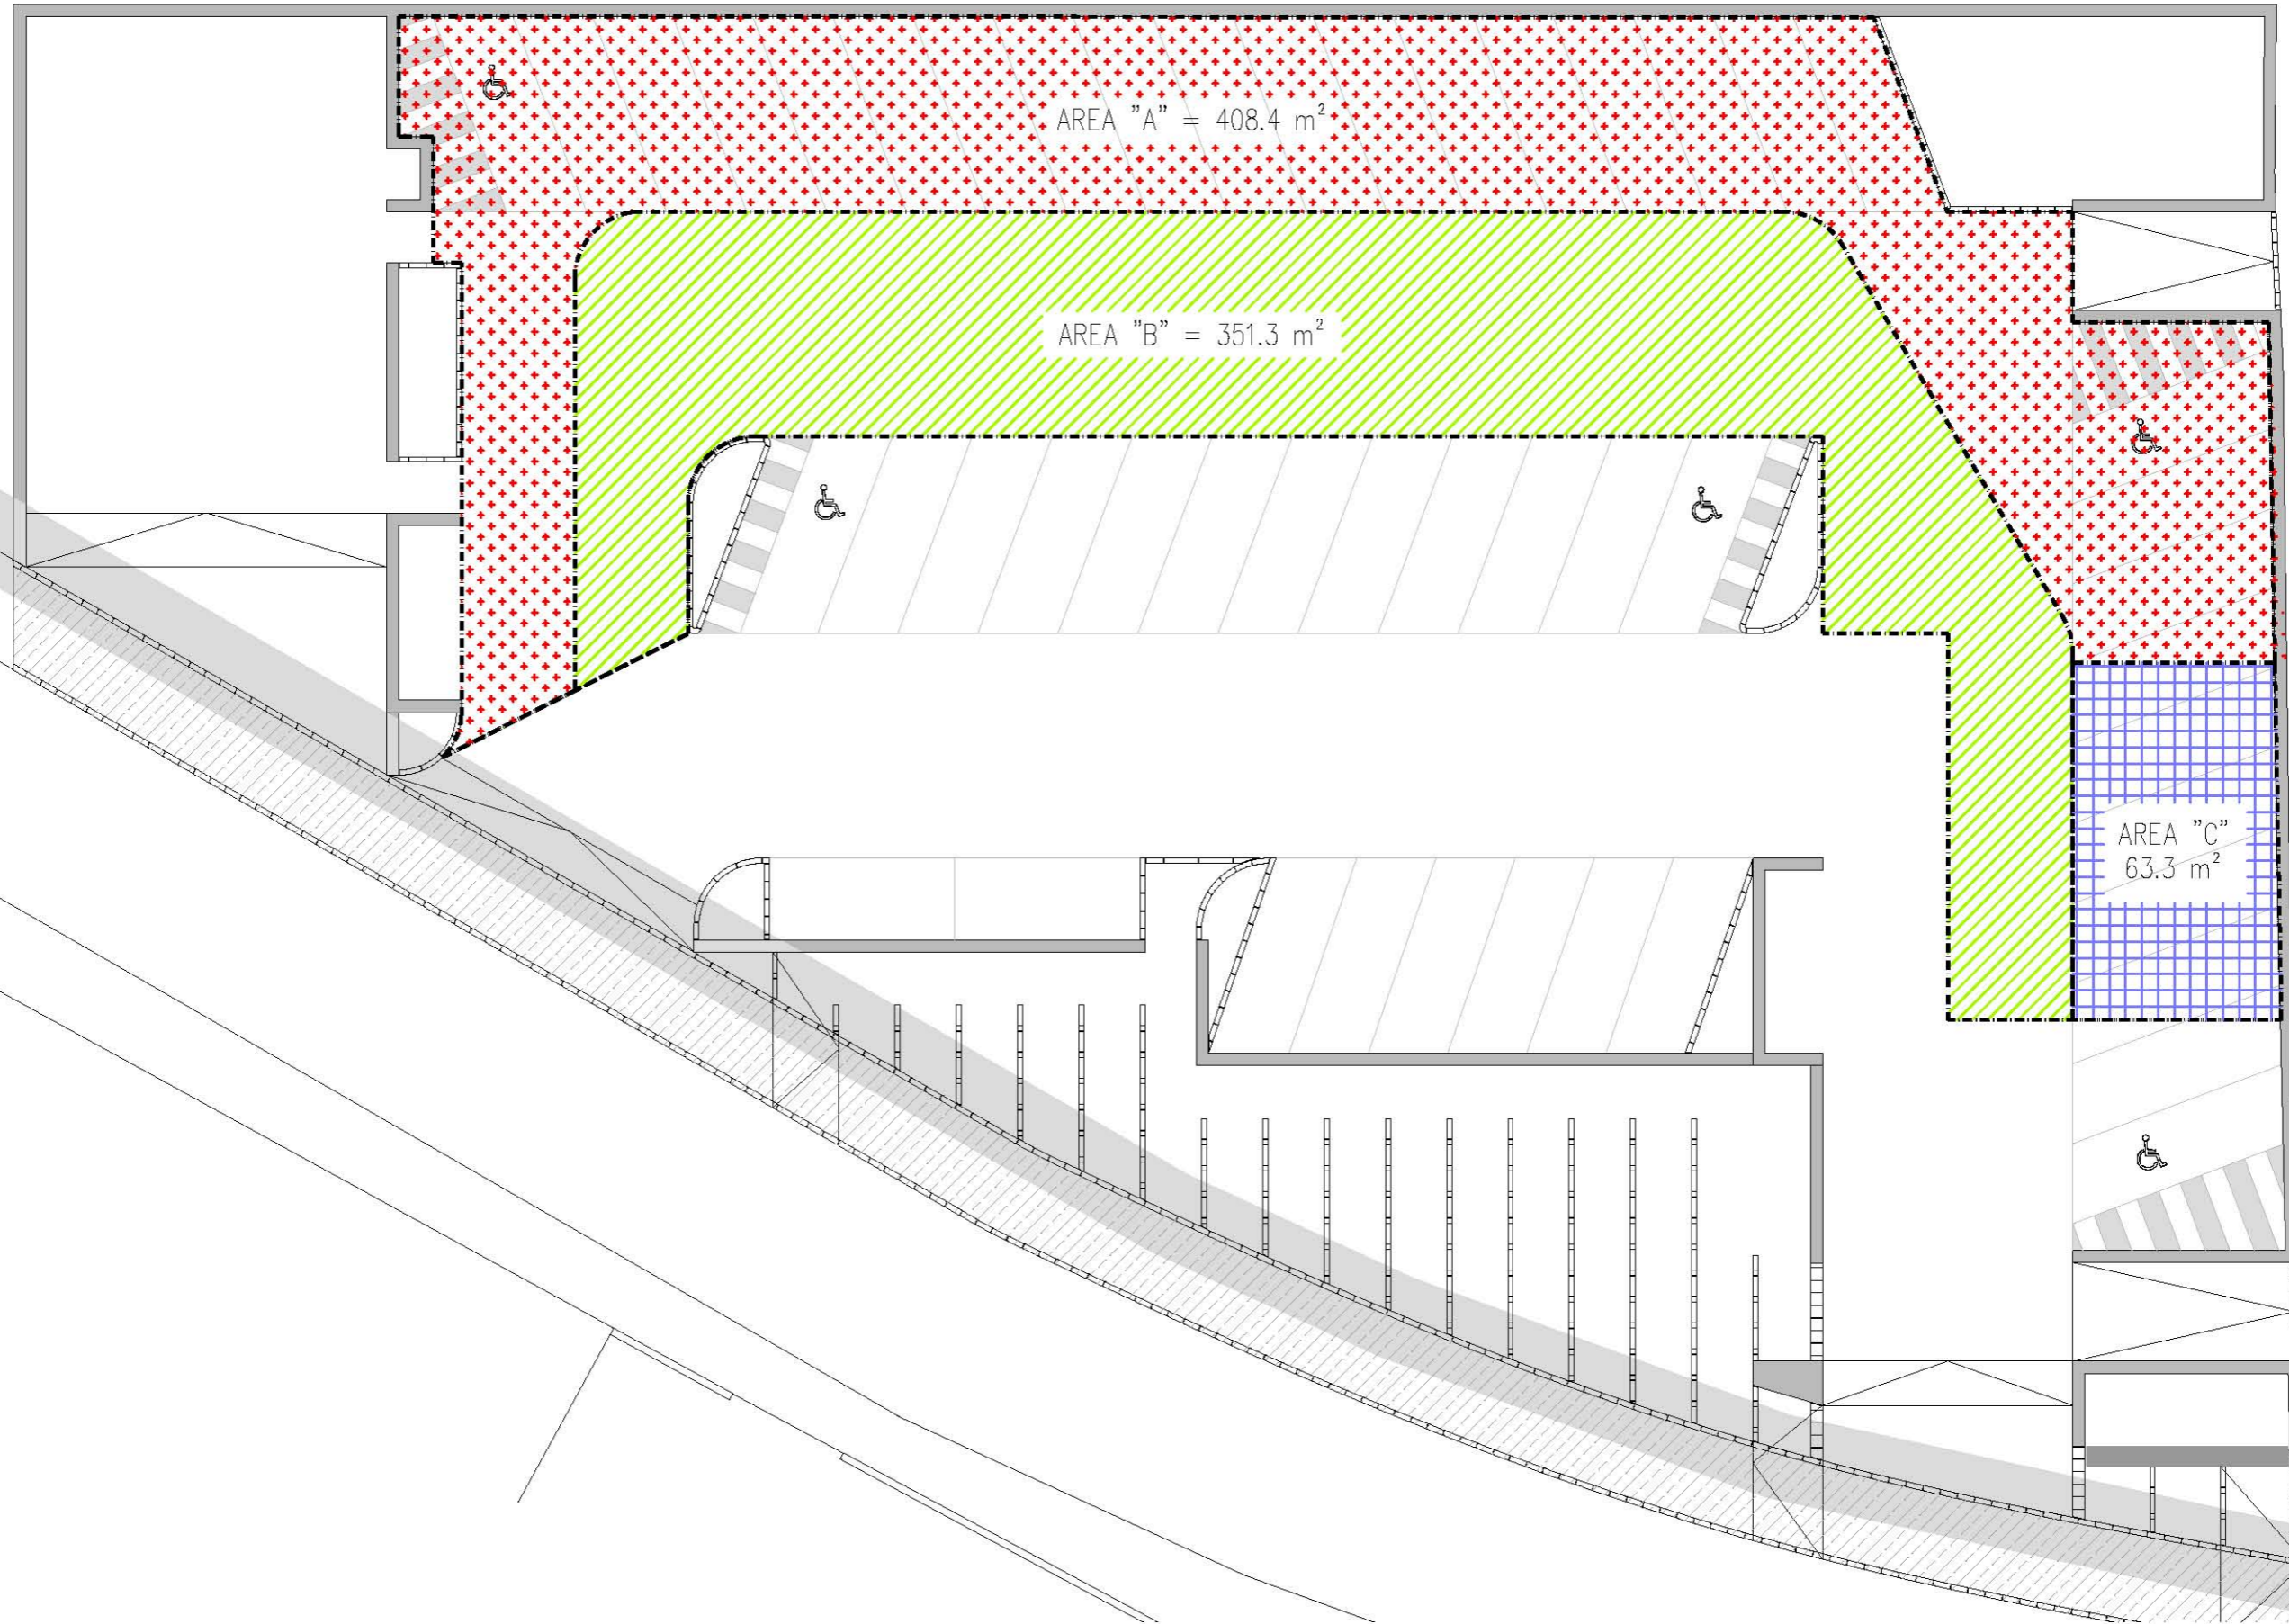 AREA "A" = 408.4 m²
AREA "B" = 351.3 m²
AREA "C"
63.3 m²